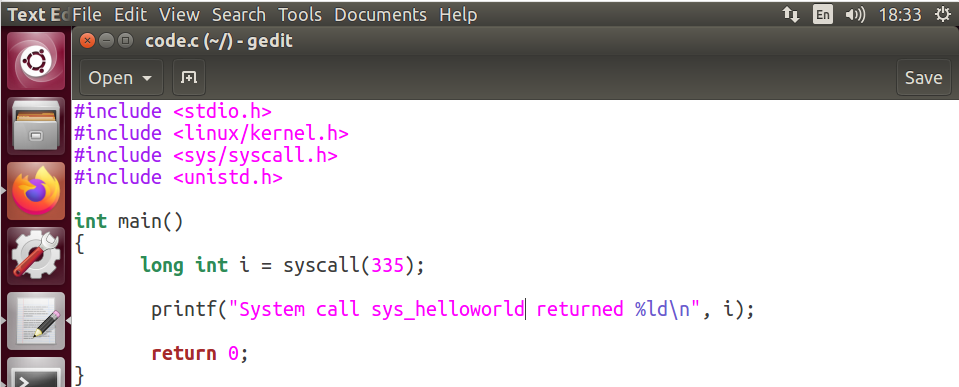 Text Ed File Edit View Search Tools Documents Help En 18:33
code.c (~/) - gedit
Open Save
#include <stdio.h>
#include <linux/kernel.h>
#include <sys/syscall.h>
#include <unistd.h>
int main()
{
long int i = syscall(335);
printf("System call sys_helloworld returned %ld\n", i);
return 0;
}